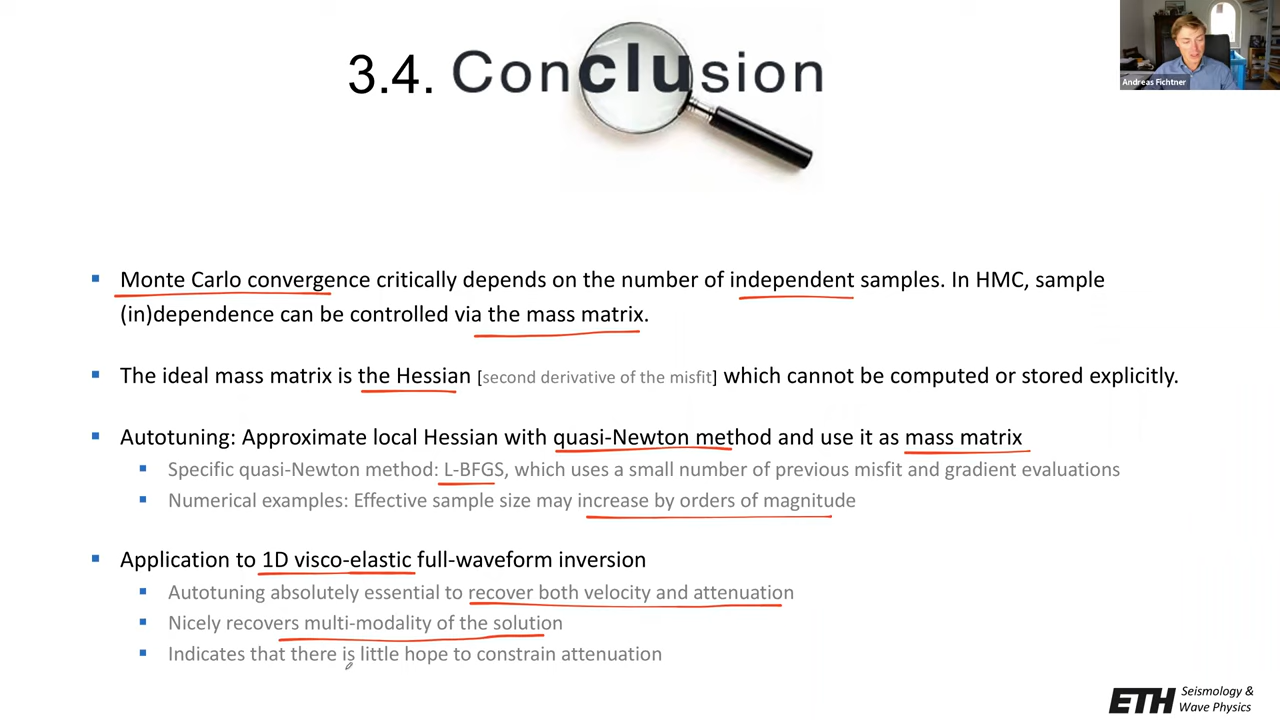 3.4. Conclusion
Andreas Fichtner
Monte Carlo convergence critically depends on the number of independent samples. In HMC, sample
(in)dependence can be controlled via the mass matrix.
The ideal mass matrix is the Hessian [second derivative of the misfit] which cannot be computed or stored explicitly.
Autotuning: Approximate local Hessian with quasi-Newton method and use it as mass matrix
Specific quasi-Newton method: L-BFGS, which uses a small number of previous misfit and gradient evaluations
Numerical examples: Effective sample size may increase by orders of magnitude
Application to 1D visco-elastic full-waveform inversion
Autotuning absolutely essential to recover both velocity and attenuation
Nicely recovers multi-modality of the solution
Indicates that there is little hope to constrain attenuation
ETH Seismology &
Wave Physics